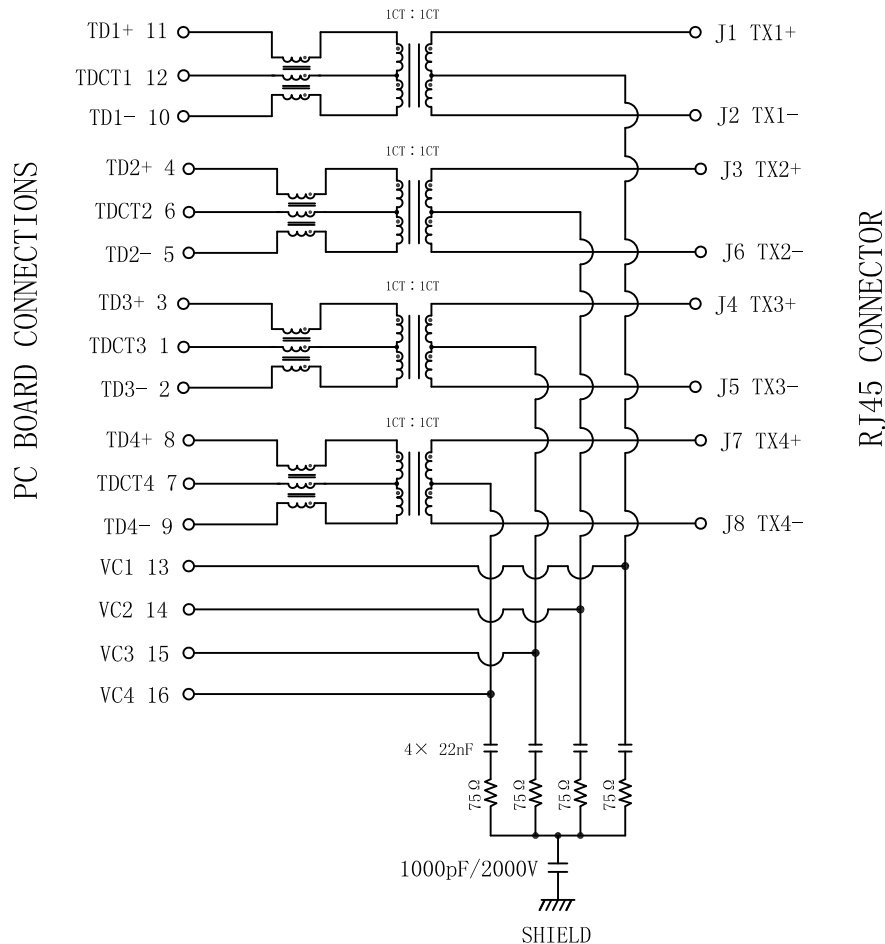 1CT：1CT
TD1+ 11
J1 TX1+
TDCT1 12
TD1- 10
J2 TX1-
1CT：1CT
TD2+ 4
J3 TX2+
TDCT2 6
TD2- 5
J6 TX2-
1CT：1CT
TD3+ 3
J4 TX3+
TDCT3 1
TD3- 2
J5 TX3-
1CT：1CT
TD4+ 8
J7 TX4+
TDCT4 7
TD4- 9
J8 TX4-
PC BOARD CONNECTIONS
RJ45 CONNECTOR
VC1 13
VC2 14
VC3 15
VC4 16
4× 22nF
75Ω
75Ω
75Ω
75Ω
1000pF/2000V
SHIELD